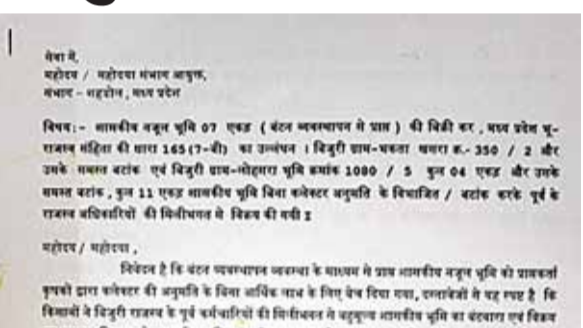 सेवा में,
महोदय / महोदया संभाग आयुक्त,
संभाग - शहडोल, मध्य प्रदेश
विषय:- शासकीय नजूल भूमि 07 एकड़ ( बंटन व्यवस्थापन से प्राप्त ) की बिक्री कर , मध्य प्रदेश भू-
राजस्व संहिता की धारा 165(7-बी) का उल्लंघन । बिजुरी ग्राम-भकता खसरा क्र.- 350 / 2 और
उसके समस्त बटांक एवं बिजुरी ग्राम-लोहसरा भूमि क्रमांक 1080 / 5 कुल 04 एकड़ और उसके
समस्त बटांक , कुल 11 एकड़ शासकीय भूमि बिना कलेक्टर अनुमति के विभाजित / बटांक करके पूर्व के
राजस्व अधिकारियों की मिलीभगत से विक्रय की गयी I
महोदय / महोदया ,
निवेदन है कि बंटन व्यवस्थापन व्यवस्था के माध्यम से प्राप्त शासकीय नजूल भूमि को प्राप्तकर्ता
कृषकों द्वारा कलेक्टर की अनुमति के बिना आर्थिक लाभ के लिए बेच दिया गया, दस्तावेजों से यह स्पष्ट है कि
किसानों ने बिजुरी राजस्व के पूर्व कर्मचारियों की मिलीभगत से बहुमूल्य शासकीय भूमि का बंटवारा एवं विक्रय